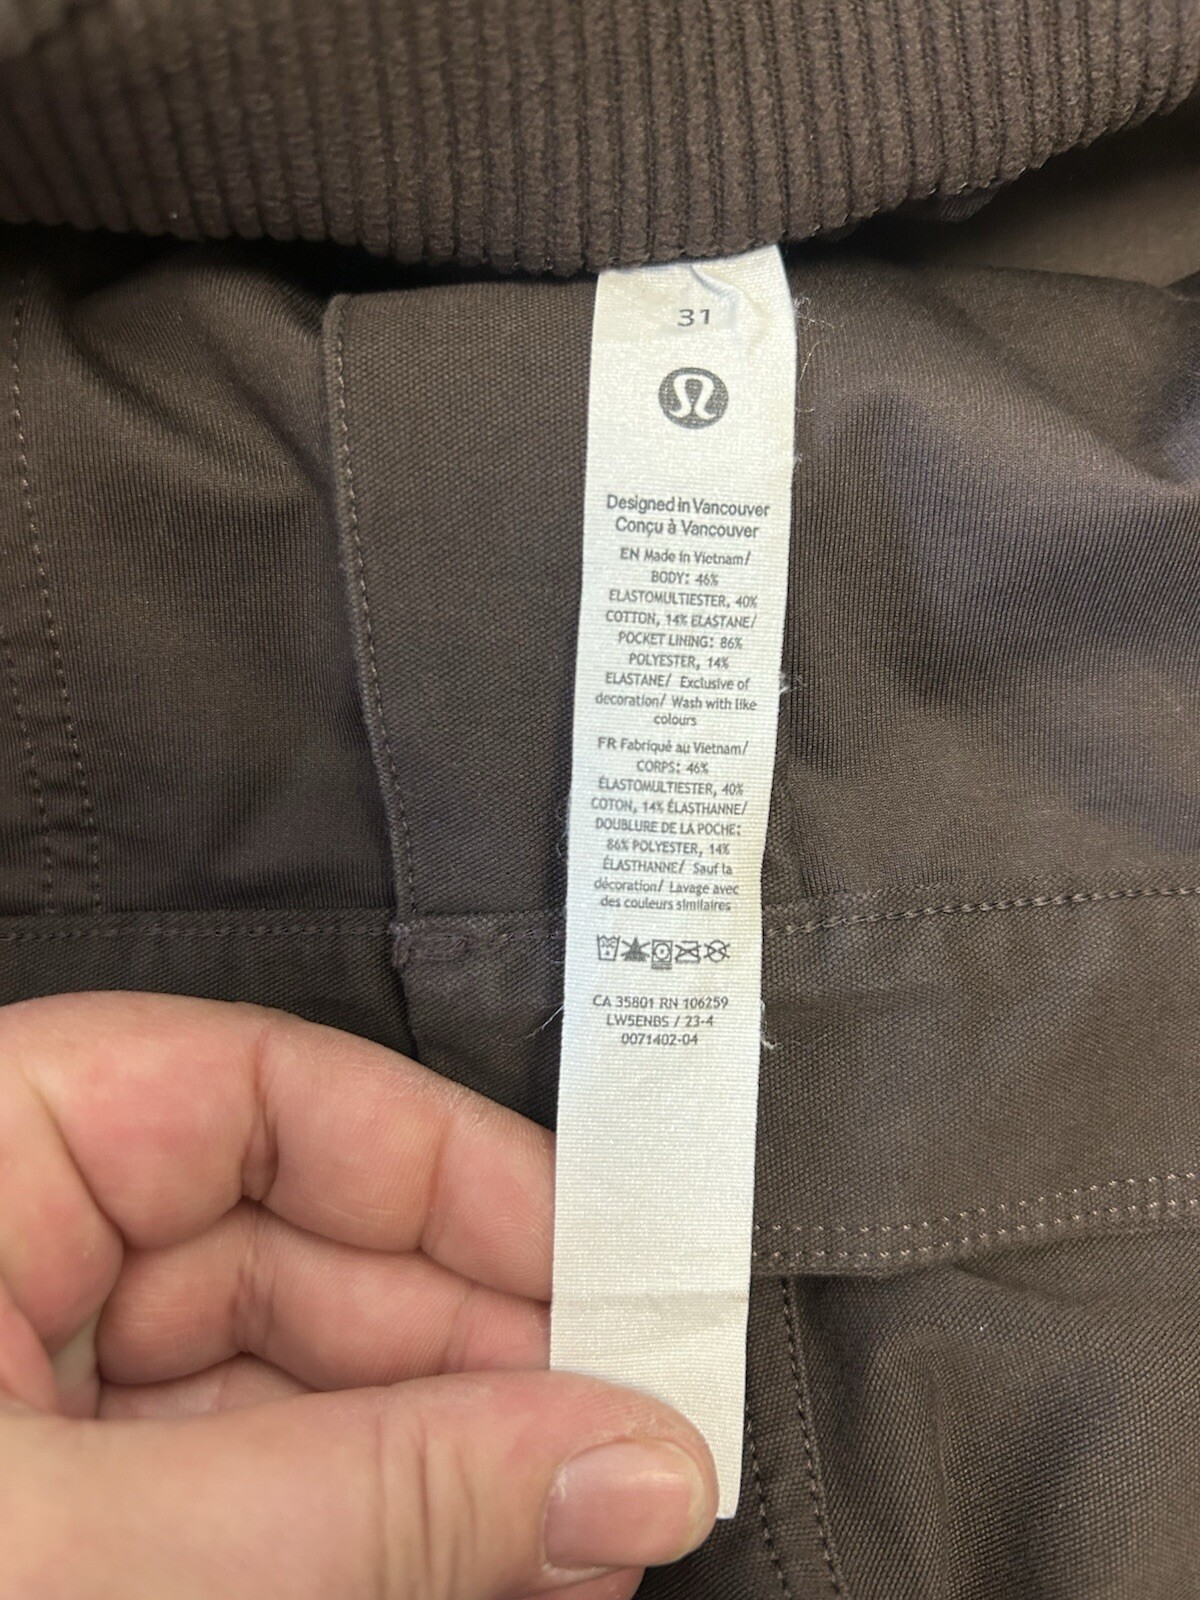 31
Designed in Vancouver
Conçu à Vancouver
EN Made in Vietnam/
BODY: 46%
ELASTOMULTIESTER, 40%
COTTON, 14% ELASTANE/
POCKET LINING: 86%
POLYESTER, 14%
ELASTANE/ Exclusive of
decoration/ Wash with like
colours
FR Fabriqué au Vietnam/
CORPS: 46%
ÉLASTOMULTIESTER, 40%
COTON, 14% ÉLASTHANNE/
DOUBLURE DE LA POCHE:
86% POLYESTER, 14%
ÉLASTHANNE/ Sauf la
décoration/ Lavage avec
des couleurs similaires
CA 35801 RN 106259
LW5ENBS / 23-4
0071402-04